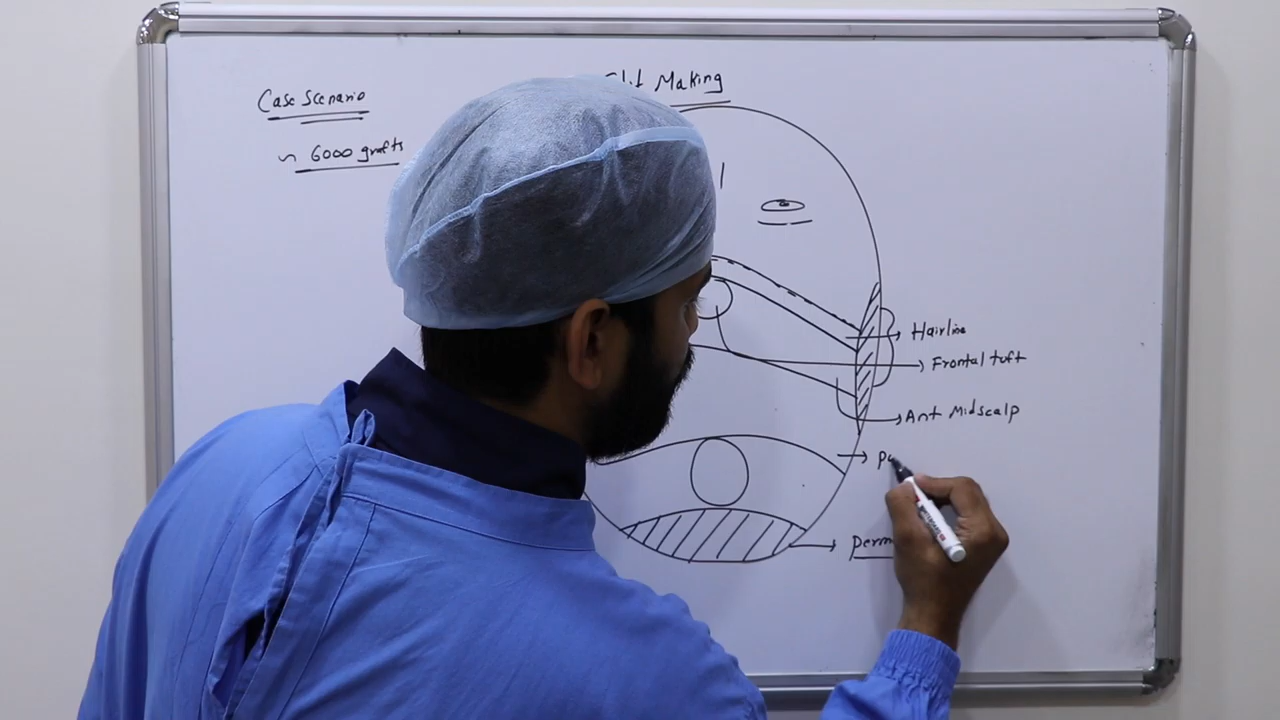 Making
Case Scenario
~ 6000 grafts
→ Hairline
→ Frontal tuft
→ Ant Midscalp